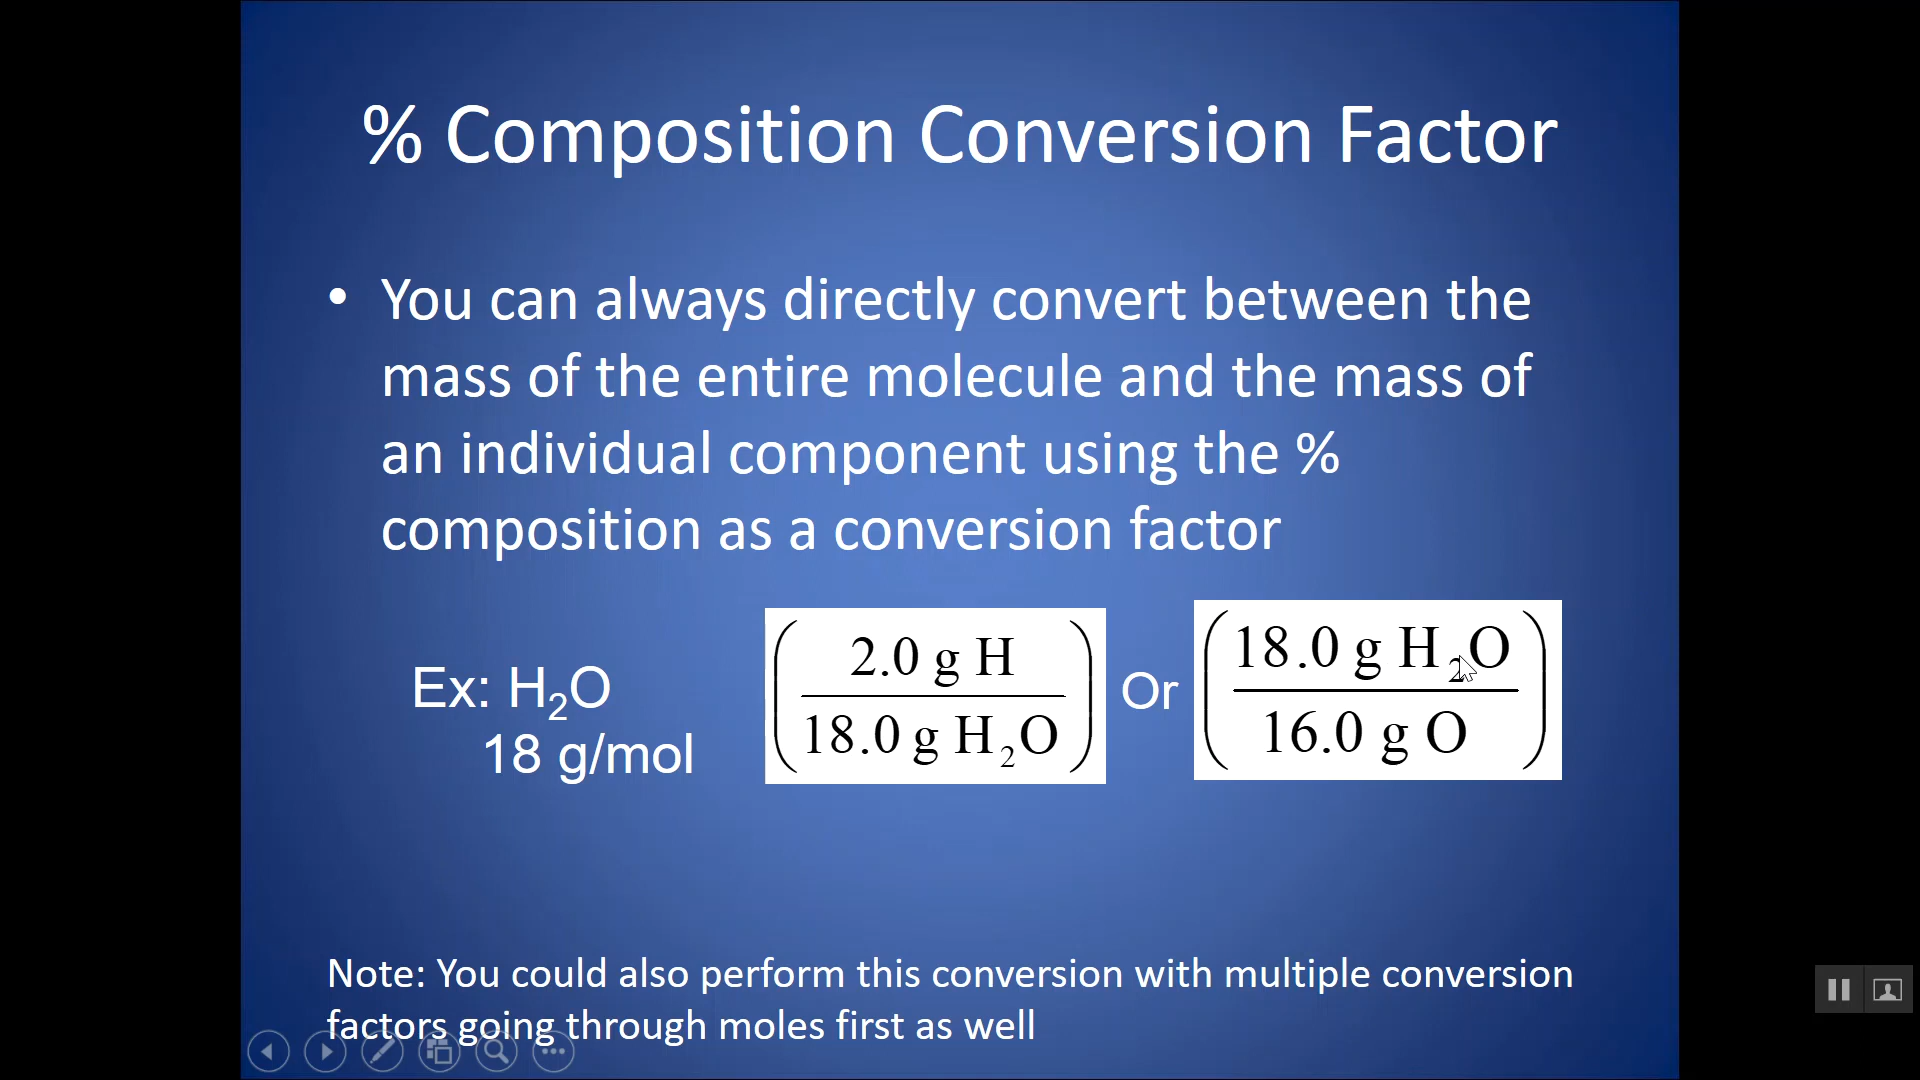 % Composition Conversion Factor
• You can always directly convert between the
mass of the entire molecule and the mass of
an individual component using the %
composition as a conversion factor
Ex: H₂O
18 g/mol
(2.0 g H / 18.0 g H₂O)
Or
(18.0 g H₂O / 16.0 g O)
Note: You could also perform this conversion with multiple conversion
factors going through moles first as well